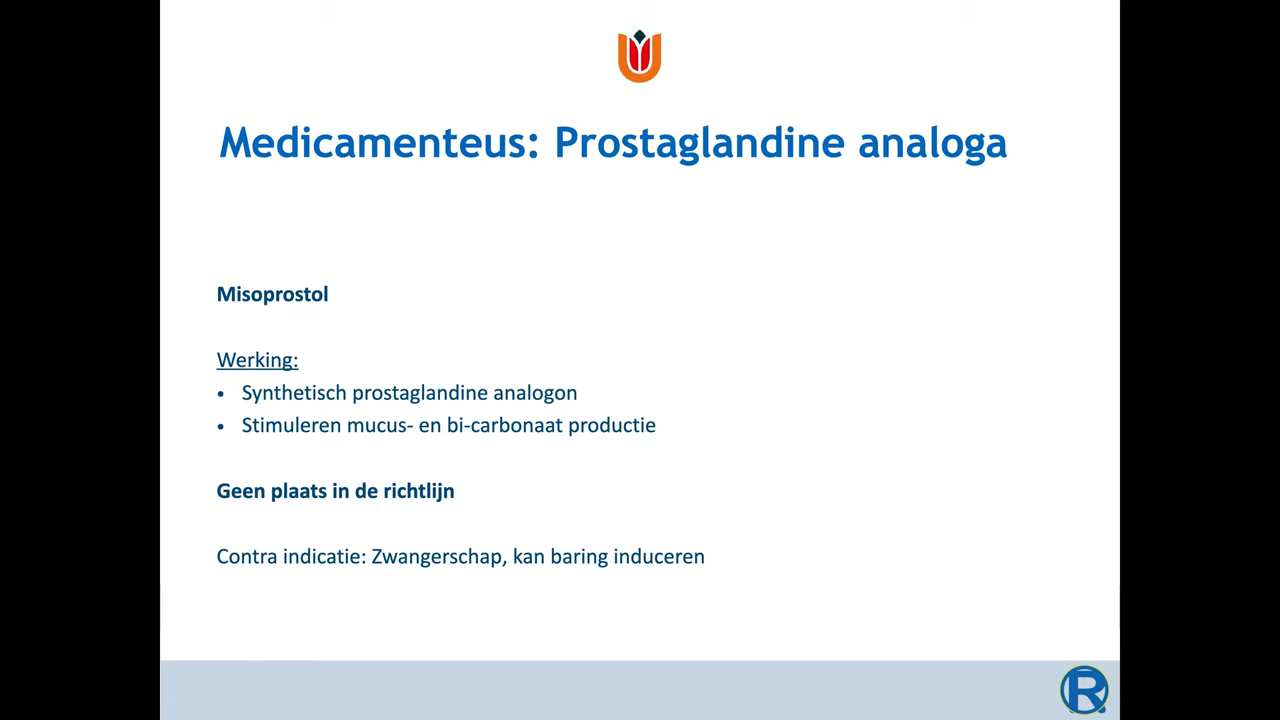 Medicamenteus: Prostaglandine analoga
Misoprostol
Werking:
• Synthetisch prostaglandine analogon
• Stimuleren mucus- en bi-carbonaat productie
Geen plaats in de richtlijn
Contra indicatie: Zwangerschap, kan baring induceren
R